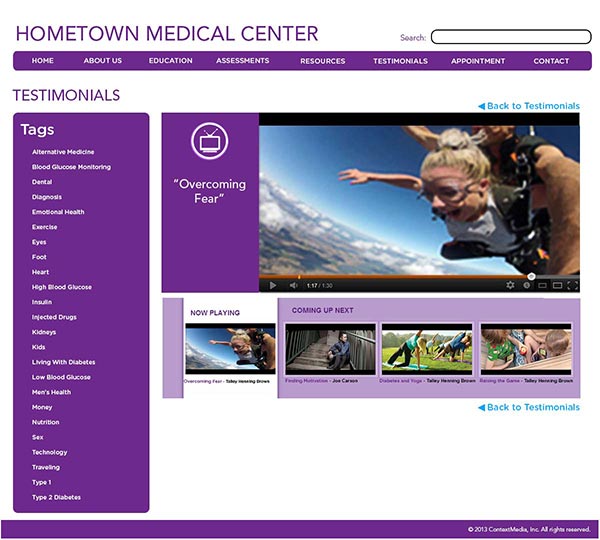 HOMETOWN MEDICAL CENTER
Search:
HOME ABOUT US EDUCATION ASSESSMENTS RESOURCES TESTIMONIALS APPOINTMENT CONTACT
TESTIMONIALS
Back to Testimonials
Tags
Alternative Medicine
Blood Glucose Monitoring
Dental
Diagnosis
Emotional Health
Exercise
Eyes
Foot
Heart
High Blood Glucose
Insulin
Injected Drugs
Kidneys
Kids
Living With Diabetes
Low Blood Glucose
Men's Health
Money
Nutrition
Sex
Technology
Traveling
Type 1
Type 2 Diabetes
“Overcoming
Fear”
1:17 / 1:30
NOW PLAYING
Overcoming Fear - Talley Henning Brown
COMING UP NEXT
Finding Motivation - Joe Carson
Diabetes and Yoga - Talley Henning Brown
Raising the Game - Talley Henning Brown
Back to Testimonials
© 2013 ContextMedia, Inc. All rights reserved.